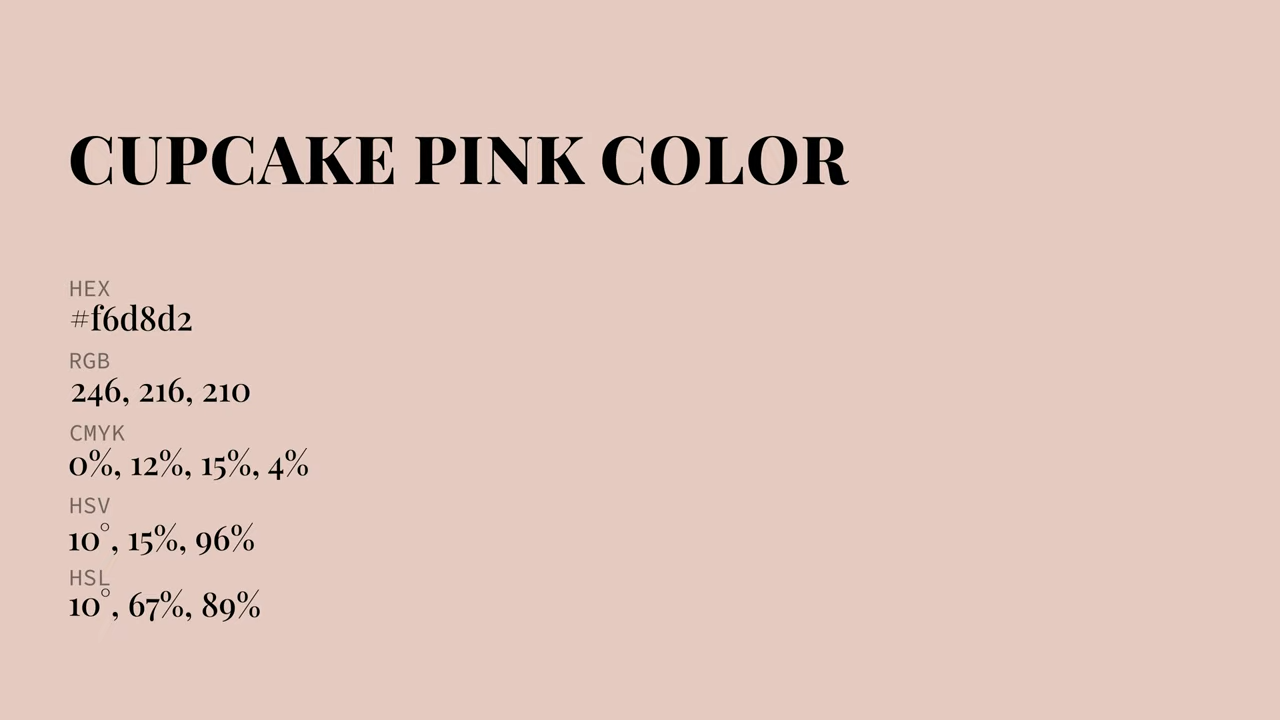 CUPCAKE PINK COLOR
HEX
#f6d8d2
RGB
246, 216, 210
CMYK
0%, 12%, 15%, 4%
HSV
10°, 15%, 96%
HSL
10°, 67%, 89%